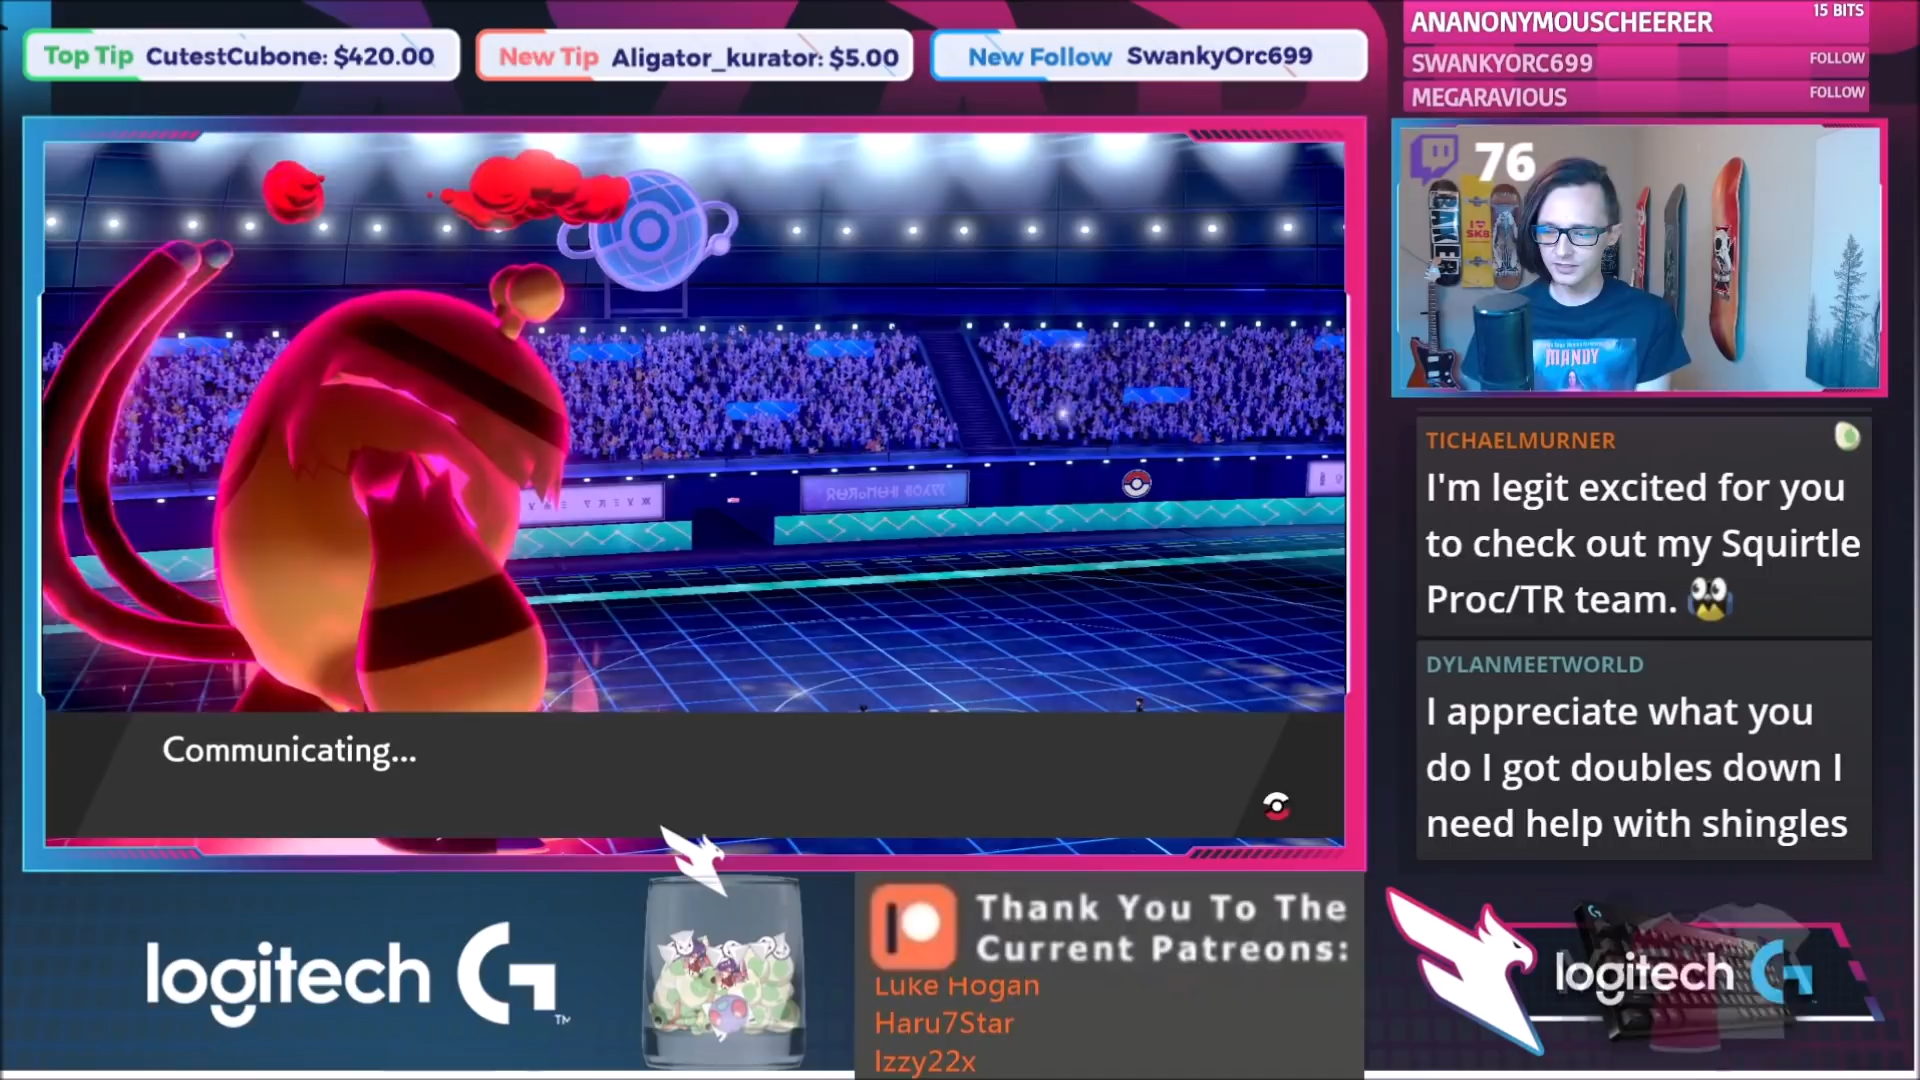 Top Tip CutestCubone: $420.00
New Tip Aligator_kurator: $5.00
New Follow SwankyOrc699
ANANONYMOUSCHEERER 15 BITS
SWANKYORC699 FOLLOW
MEGARAVIOUS FOLLOW
76
I
SK8
MANDY
TICHAELMURNER
I'm legit excited for you
to check out my Squirtle
Proc/TR team.
DYLANMEETWORLD
I appreciate what you
do I got doubles down I
need help with shingles
Communicating...
logitech G TM
Thank You To The
Current Patreons:
Luke Hogan
Haru7Star
Izzy22x
logitech G